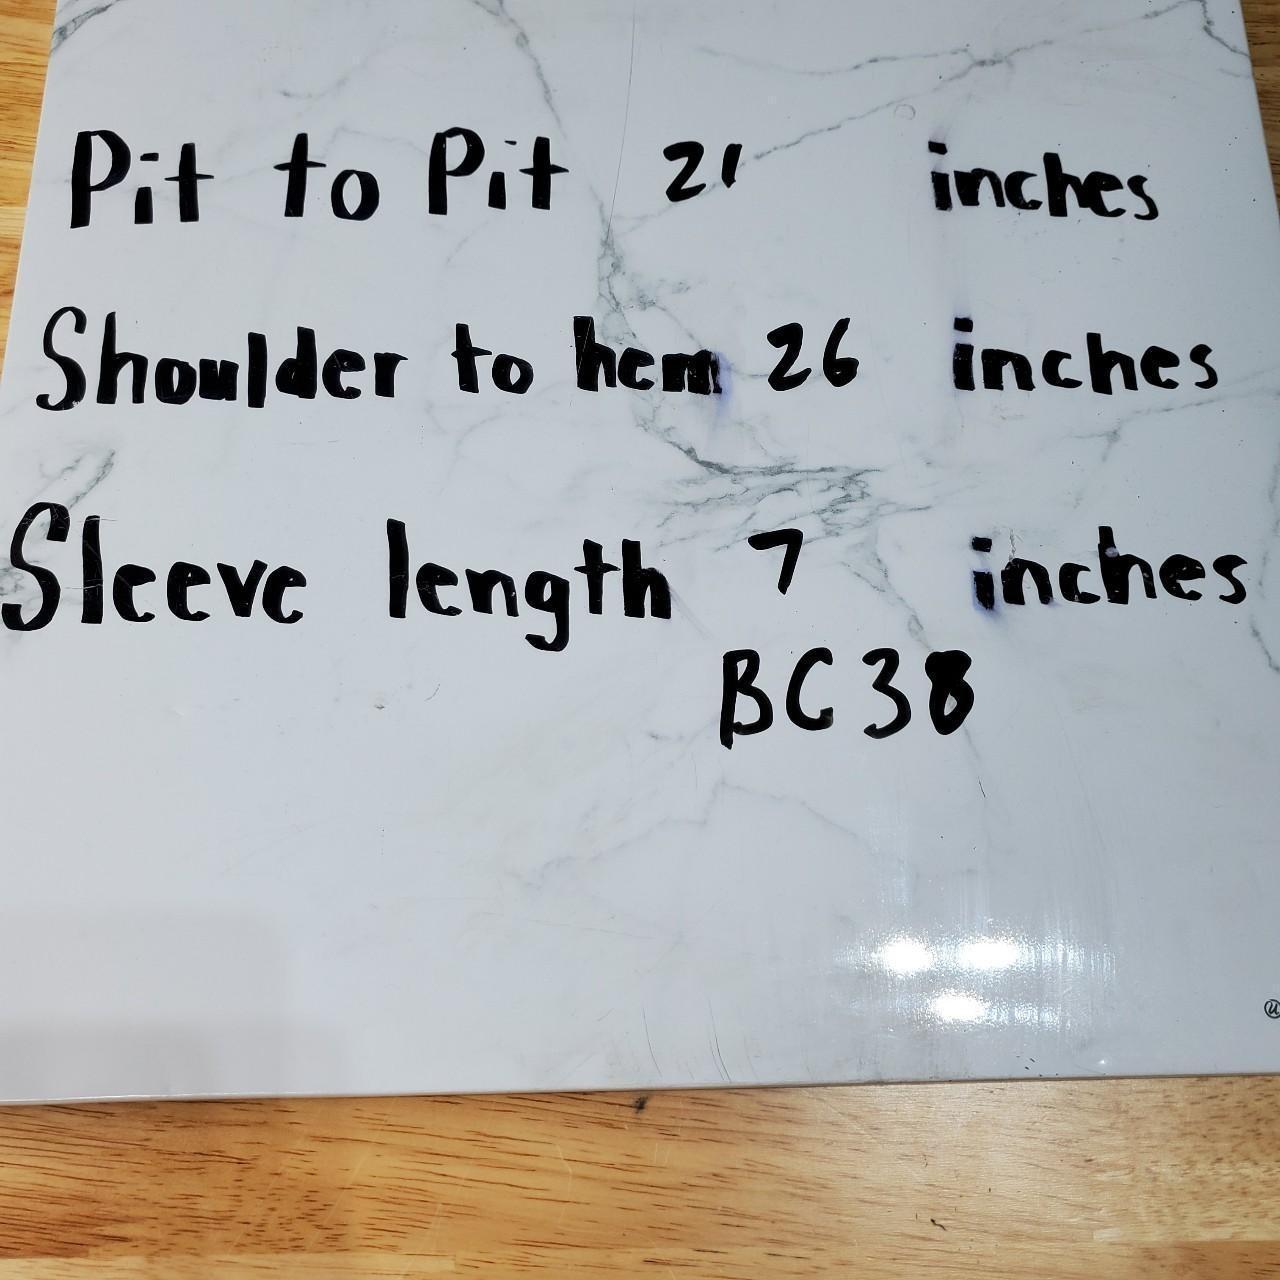 Pit to Pit 21 inches
Shoulder to hem 26 inches
Sleeve length 7 inches
BC38